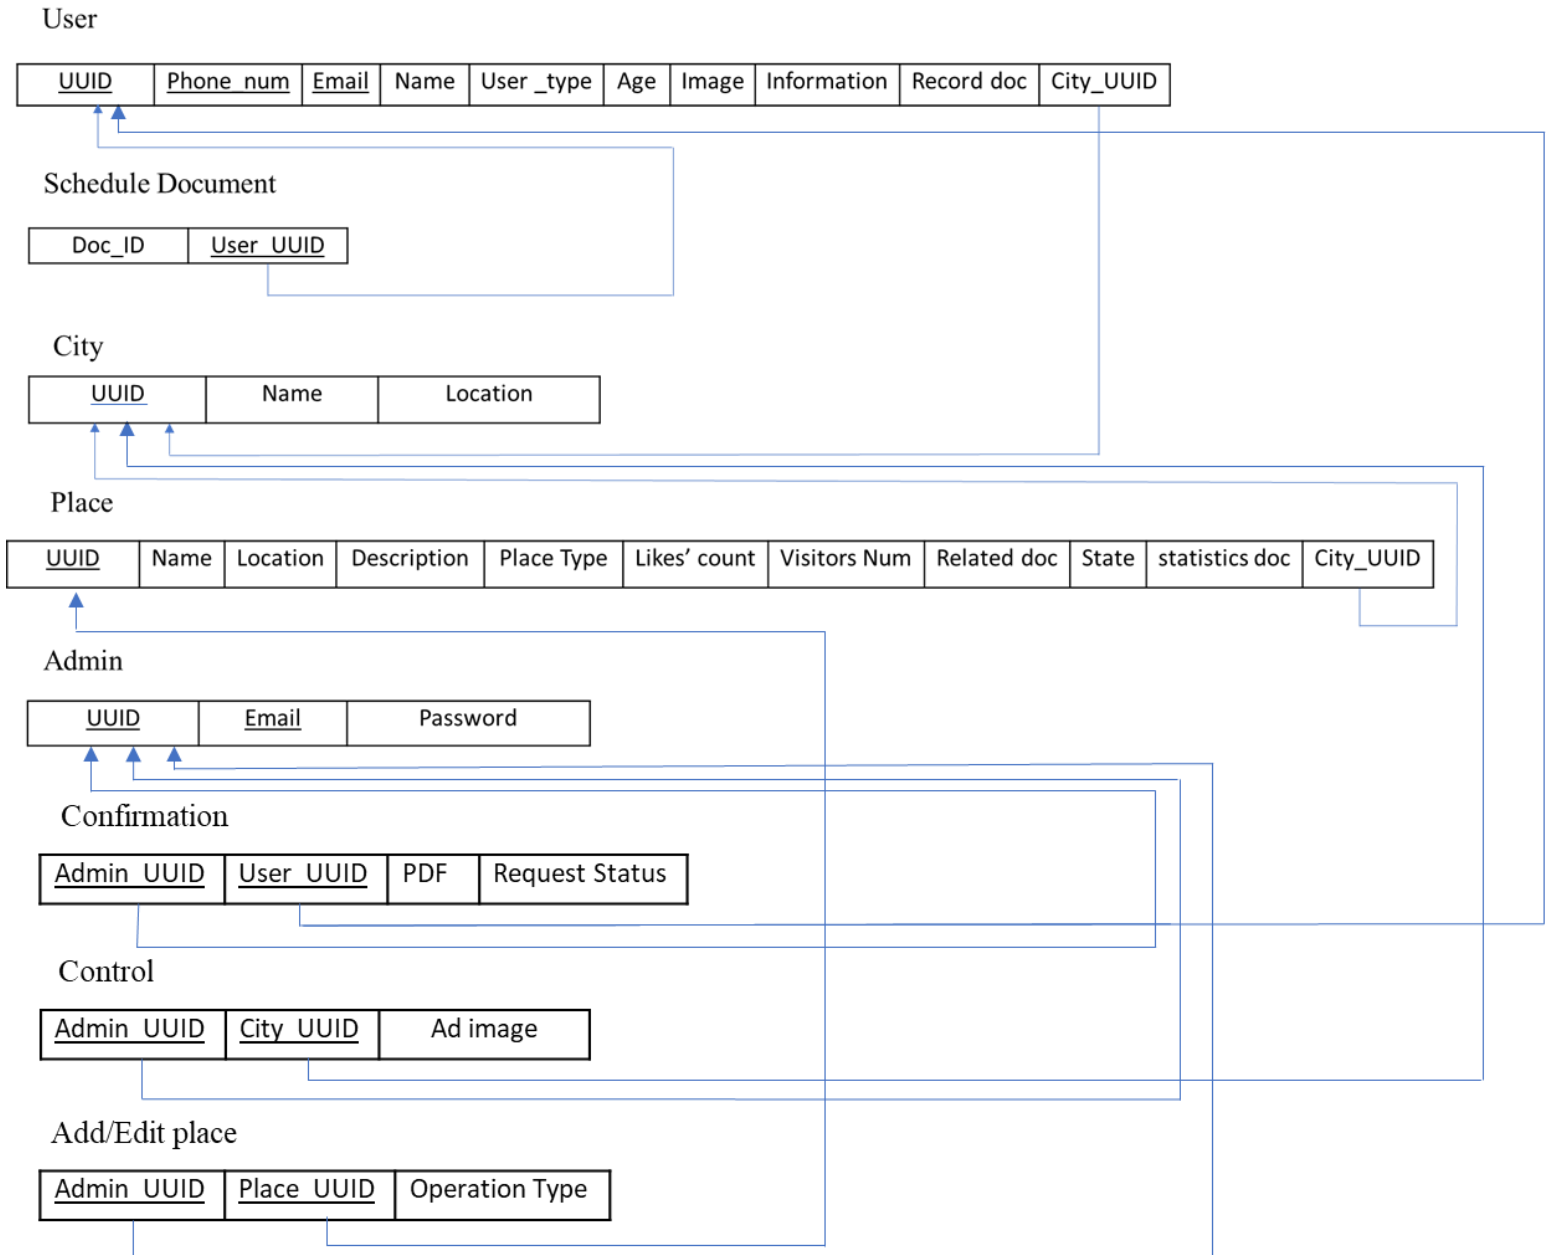 User
UUID Phone_num Email Name User _type Age Image Information Record doc City_UUID
Schedule Document
Doc_ID User_UUID
City
UUID Name Location
Place
UUID Name Location Description Place Type Likes’ count Visitors Num Related doc State statistics doc City_UUID
Admin
UUID Email Password
Confirmation
Admin_UUID User_UUID PDF Request Status
Control
Admin_UUID City_UUID Ad image
Add/Edit place
Admin_UUID Place_UUID Operation Type